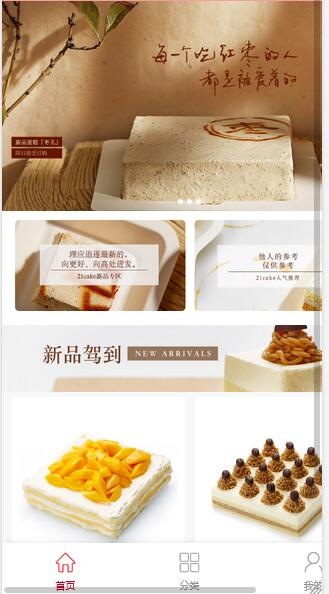 每一个吃红枣的人
都是被爱着的
新品蛋糕「枣儿」
即日接受订购
理应追逐最新的，
向更好、向高处进发。
21cake新品专区
他人的参考
仅供参考
21cake人气推荐
新品驾到 NEW ARRIVALS
首页 分类